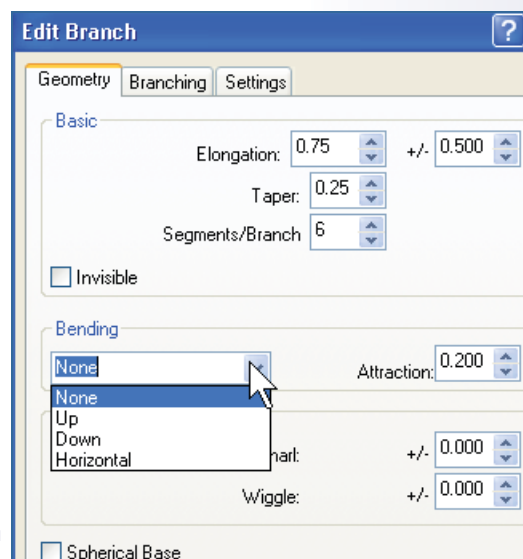 Edit Branch ?
Geometry Branching Settings
Basic
Elongation: 0.75 +/- 0.500
Taper: 0.25
Segments/Branch 6
Invisible
Bending
None Attraction: 0.200
None
Up
Down
Horizontal +/- 0.000
Wiggle: +/- 0.000
Spherical Base